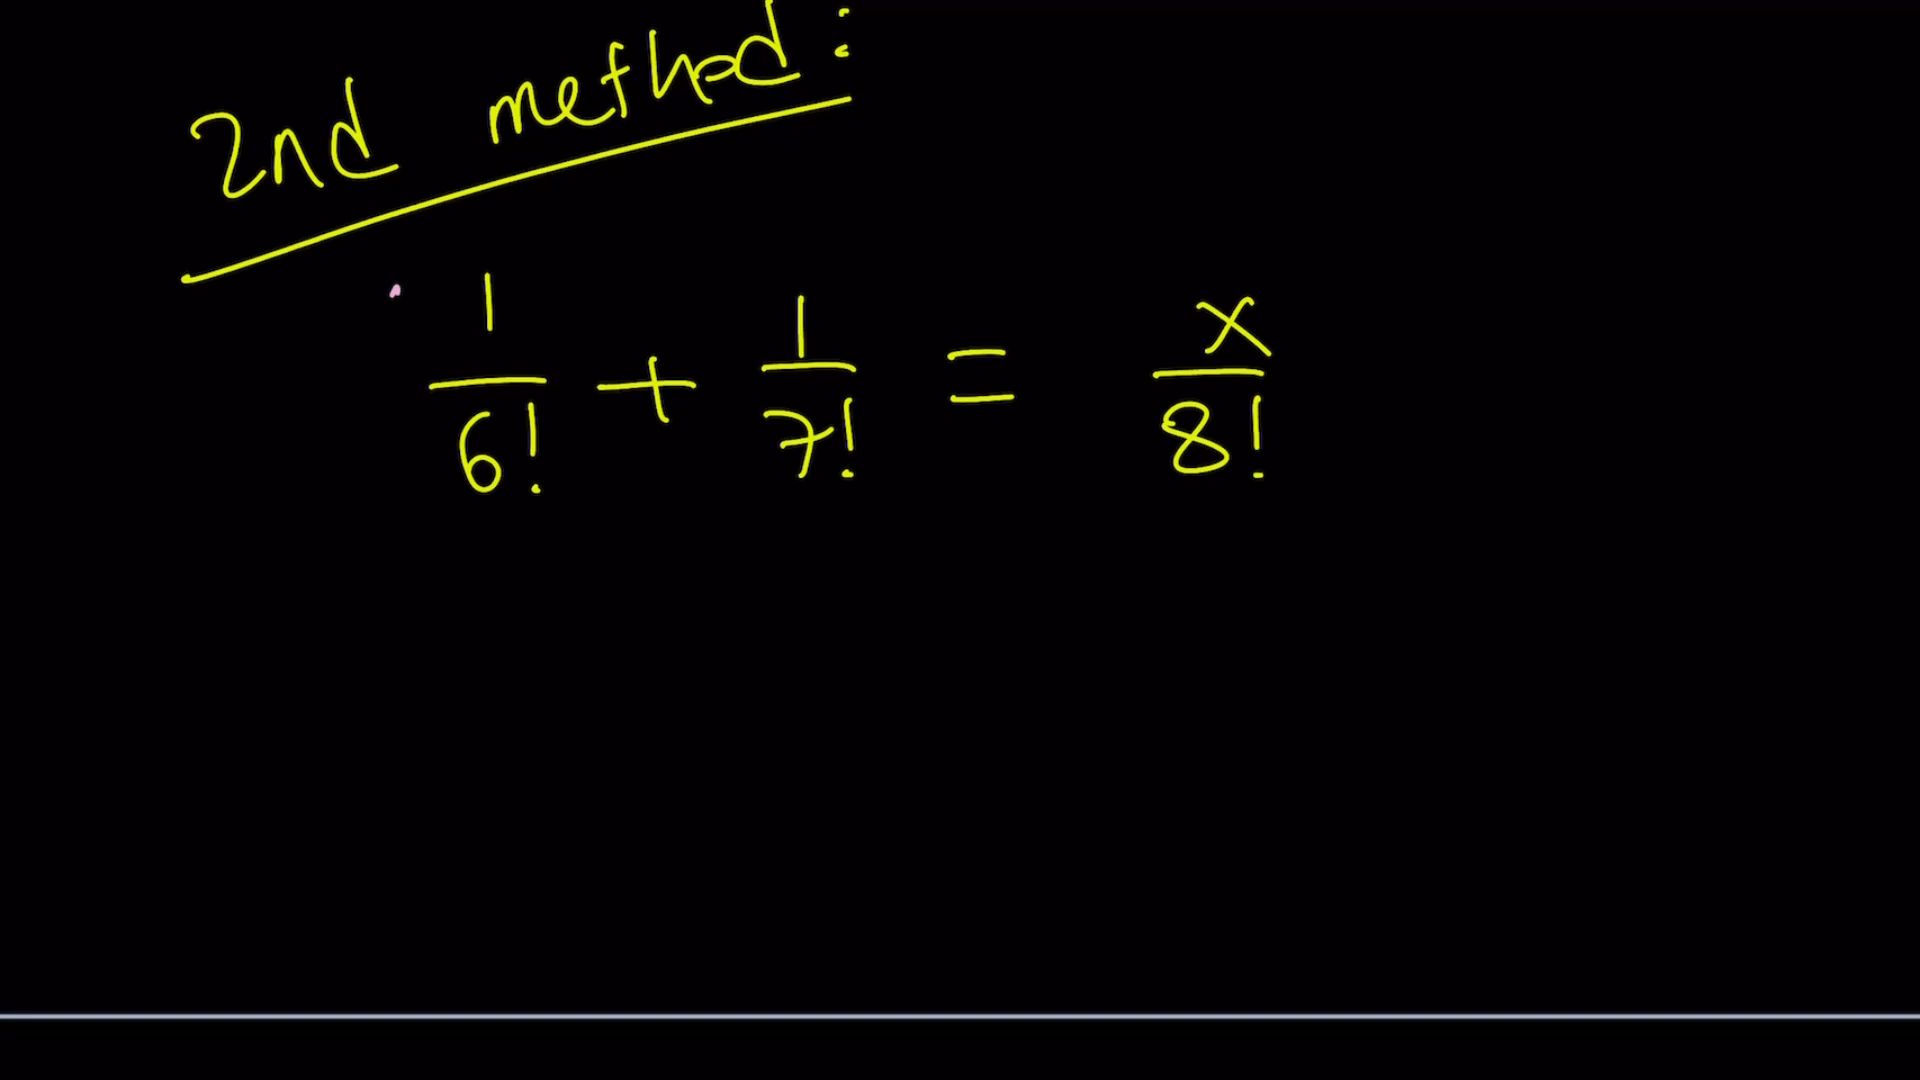 2nd method:
1/6! + 1/7! = x/8!